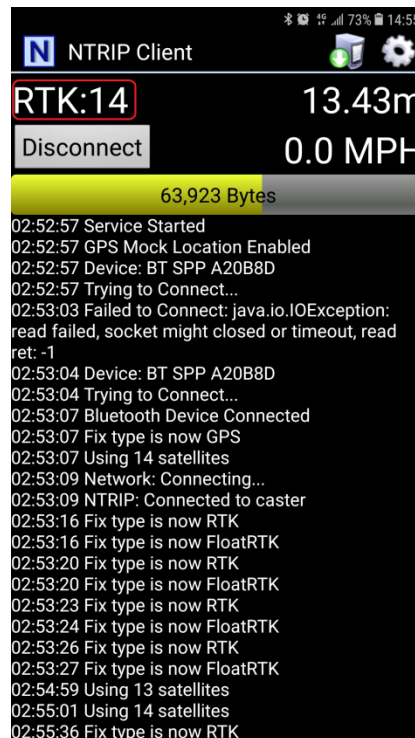 73% 14:55
N NTRIP Client
RTK:14 13.43m
Disconnect 0.0 MPH
63,923 Bytes
02:52:57 Service Started
02:52:57 GPS Mock Location Enabled
02:52:57 Device: BT SPP A20B8D
02:52:57 Trying to Connect...
02:53:03 Failed to Connect: java.io.IOException:
read failed, socket might closed or timeout, read
ret: -1
02:53:04 Device: BT SPP A20B8D
02:53:04 Trying to Connect...
02:53:07 Bluetooth Device Connected
02:53:07 Fix type is now GPS
02:53:07 Using 14 satellites
02:53:09 Network: Connecting...
02:53:09 NTRIP: Connected to caster
02:53:16 Fix type is now RTK
02:53:16 Fix type is now FloatRTK
02:53:20 Fix type is now RTK
02:53:20 Fix type is now FloatRTK
02:53:23 Fix type is now RTK
02:53:24 Fix type is now FloatRTK
02:53:26 Fix type is now RTK
02:53:27 Fix type is now FloatRTK
02:54:59 Using 13 satellites
02:55:01 Using 14 satellites
02:55:36 Fix type is now RTK